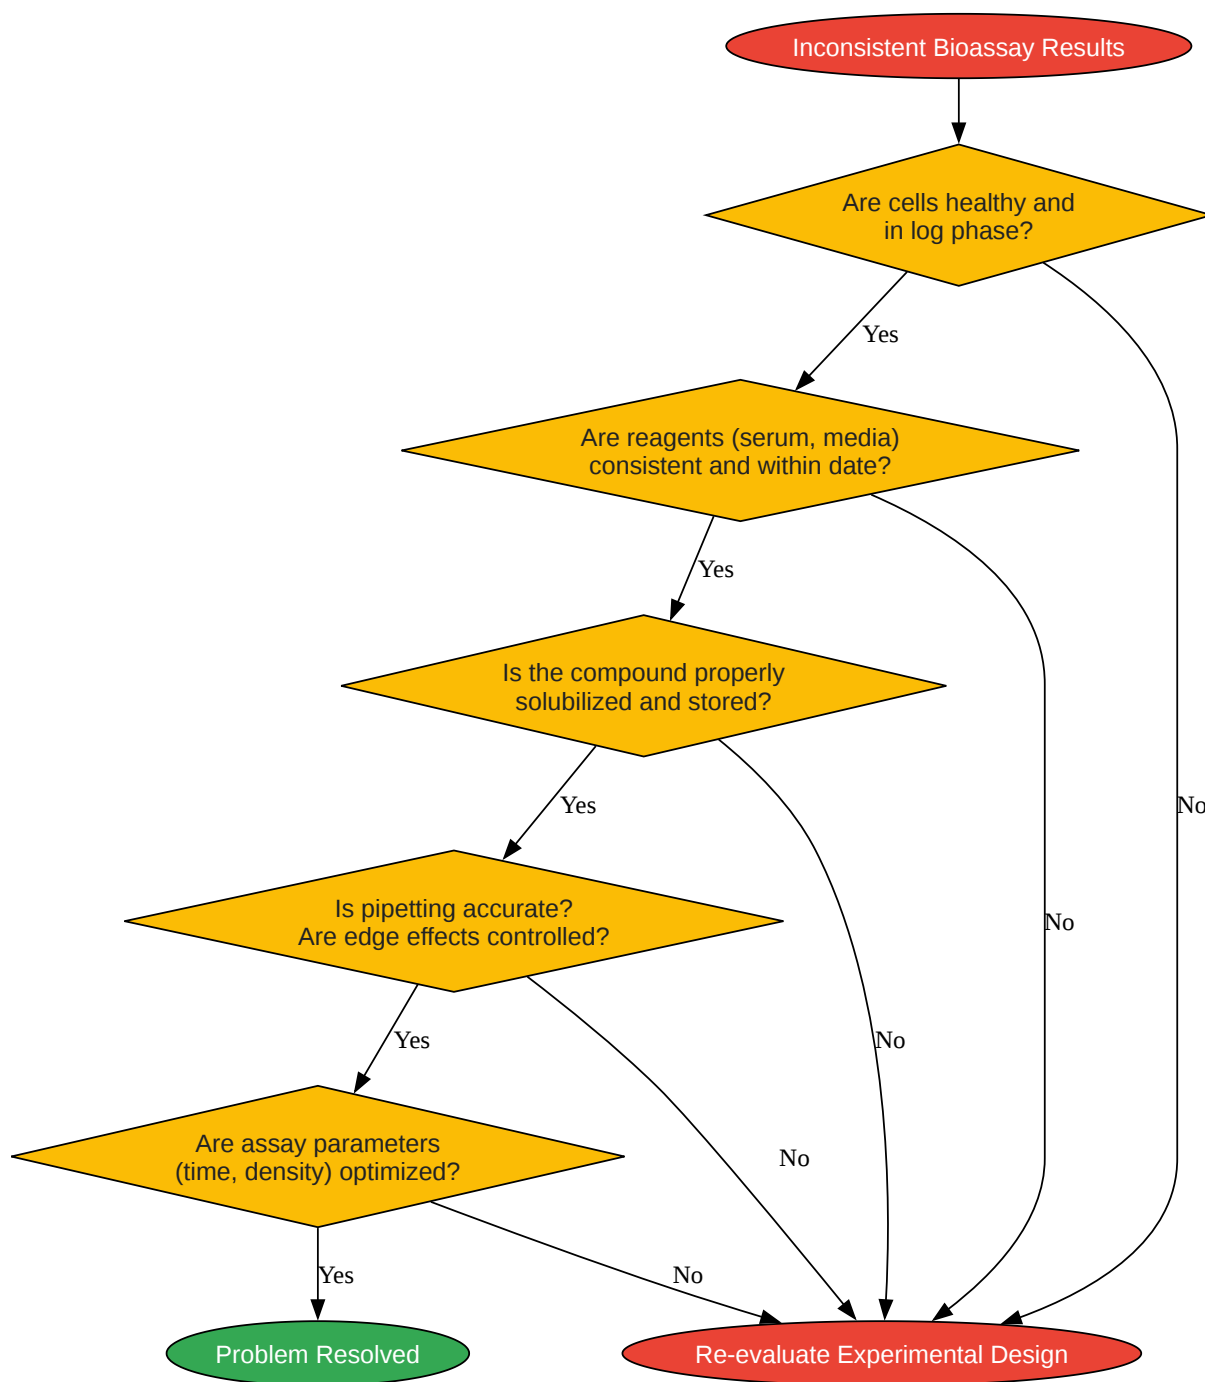 Inconsistent Bioassay Results
Are cells healthy and
in log phase?
Yes
Are reagents (serum, media)
consistent and within date?
Yes
Is the compound properly
solubilized and stored?
Yes
No
Is pipetting accurate?
Are edge effects controlled?
No
Yes
No
Are assay parameters
(time, density) optimized?
No
Yes
No
Problem Resolved
Re-evaluate Experimental Design